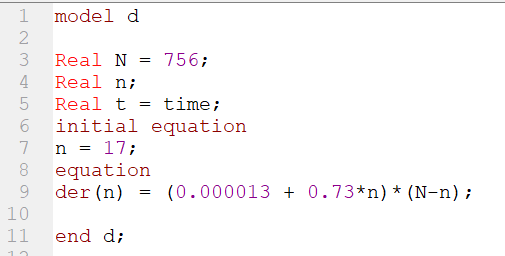 1 model d
2
3 Real N = 756;
4 Real n;
5 Real t = time;
6 initial equation
7 n = 17;
8 equation
9 der(n) = (0.000013 + 0.73*n)*(N-n);
10
11 end d;